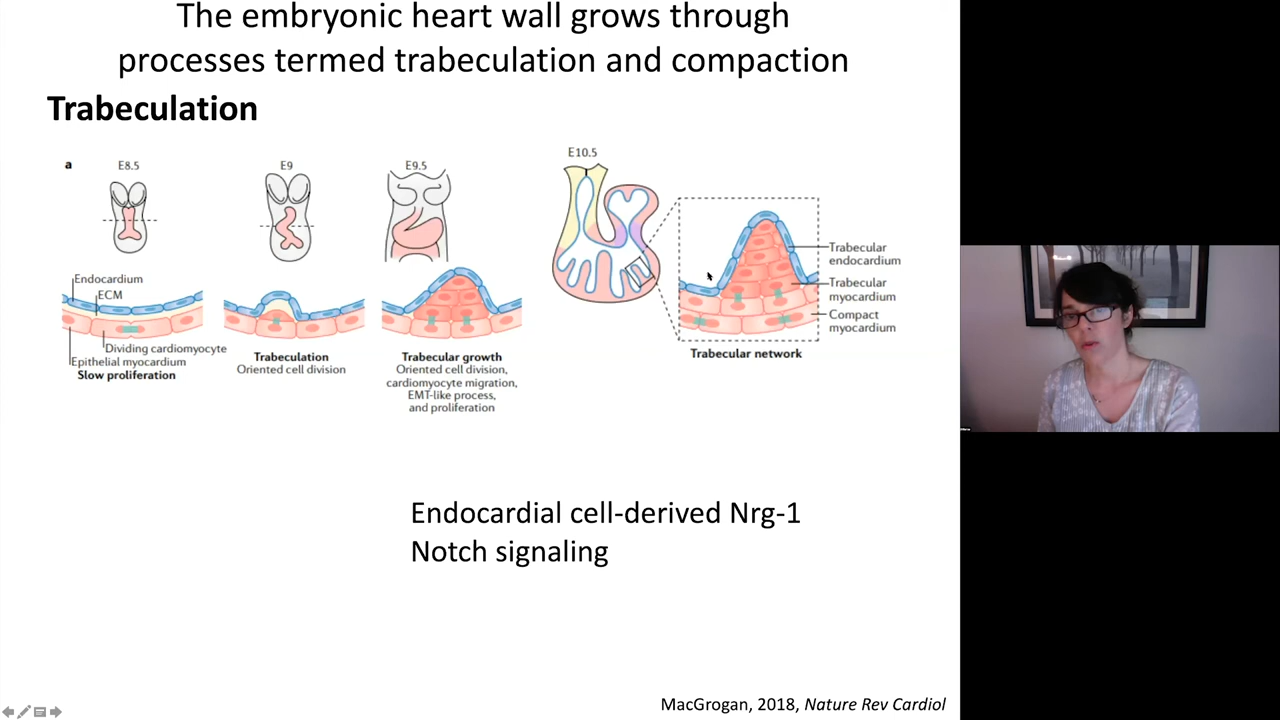 The embryonic heart wall grows through
processes termed trabeculation and compaction
Trabeculation
a
E8.5
E9
E9.5
E10.5
Endocardium
ECM
Dividing cardiomyocyte
Epithelial myocardium
Slow proliferation
Trabeculation
Oriented cell division
Trabecular growth
Oriented cell division,
cardiomyocyte migration,
EMT-like process,
and proliferation
Trabecular
endocardium
Trabecular
myocardium
Compact
myocardium
Trabecular network
Endocardial cell-derived Nrg-1
Notch signaling
MacGrogan, 2018, Nature Rev Cardiol